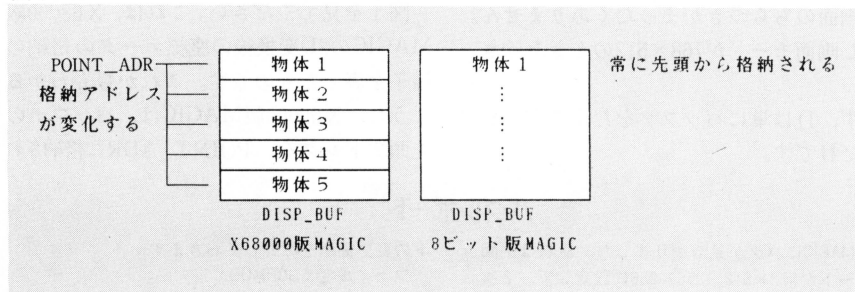 POINT_ADR
格納アドレス
が変化する
物体1
物体2
物体3
物体4
物体5
DISP_BUF
X68000版MAGIC
物体1
⋮
⋮
DISP_BUF
8ビット版MAGIC
常に先頭から格納される